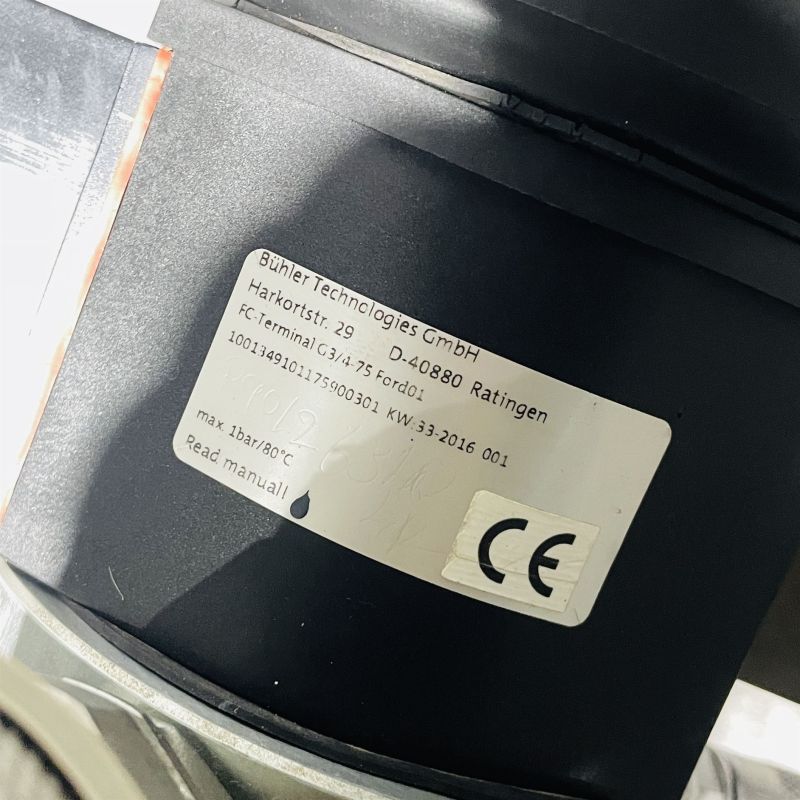 Bühler Technologies GmbH
Harkortstr. 29 D-40880 Ratingen
FC-Terminal G3/4-75 Ford01
1001349101175900301 KW:33-2016 001
max. 1bar/80°C
Read manual!
CE